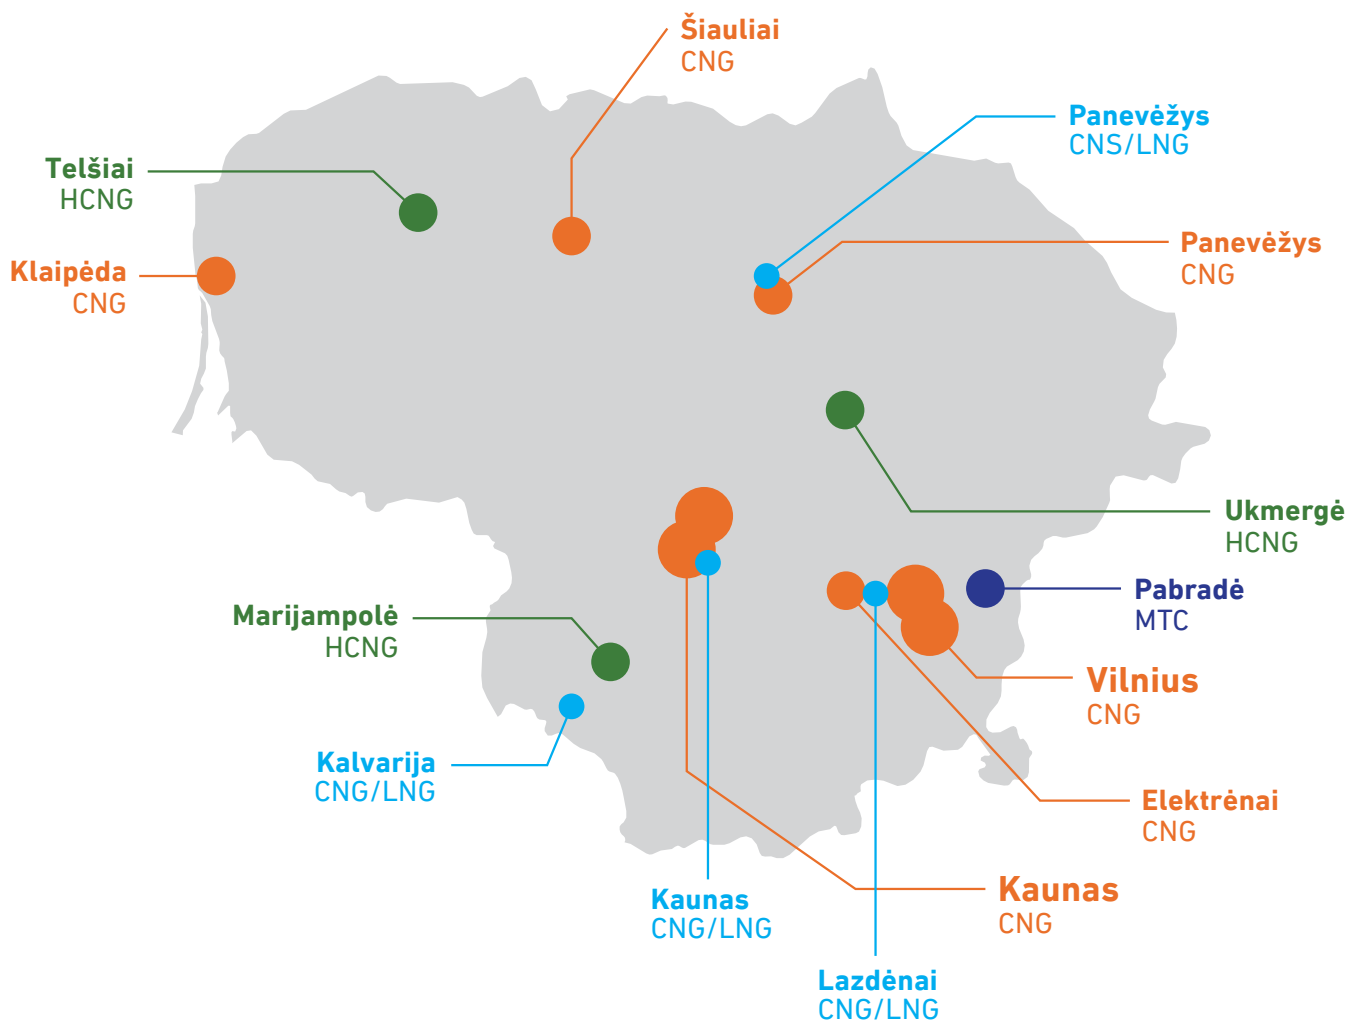 Šiauliai
CNG
Panevėžys
CNS/LNG
Telšiai
HCNG
Panevėžys
CNG
Klaipėda
CNG
Ukmergė
HCNG
Pabradė
MTC
Marijampolė
HCNG
Vilnius
CNG
Kalvarija
CNG/LNG
Elektrėnai
CNG
Kaunas
CNG
Kaunas
CNG/LNG
Lazdėnai
CNG/LNG